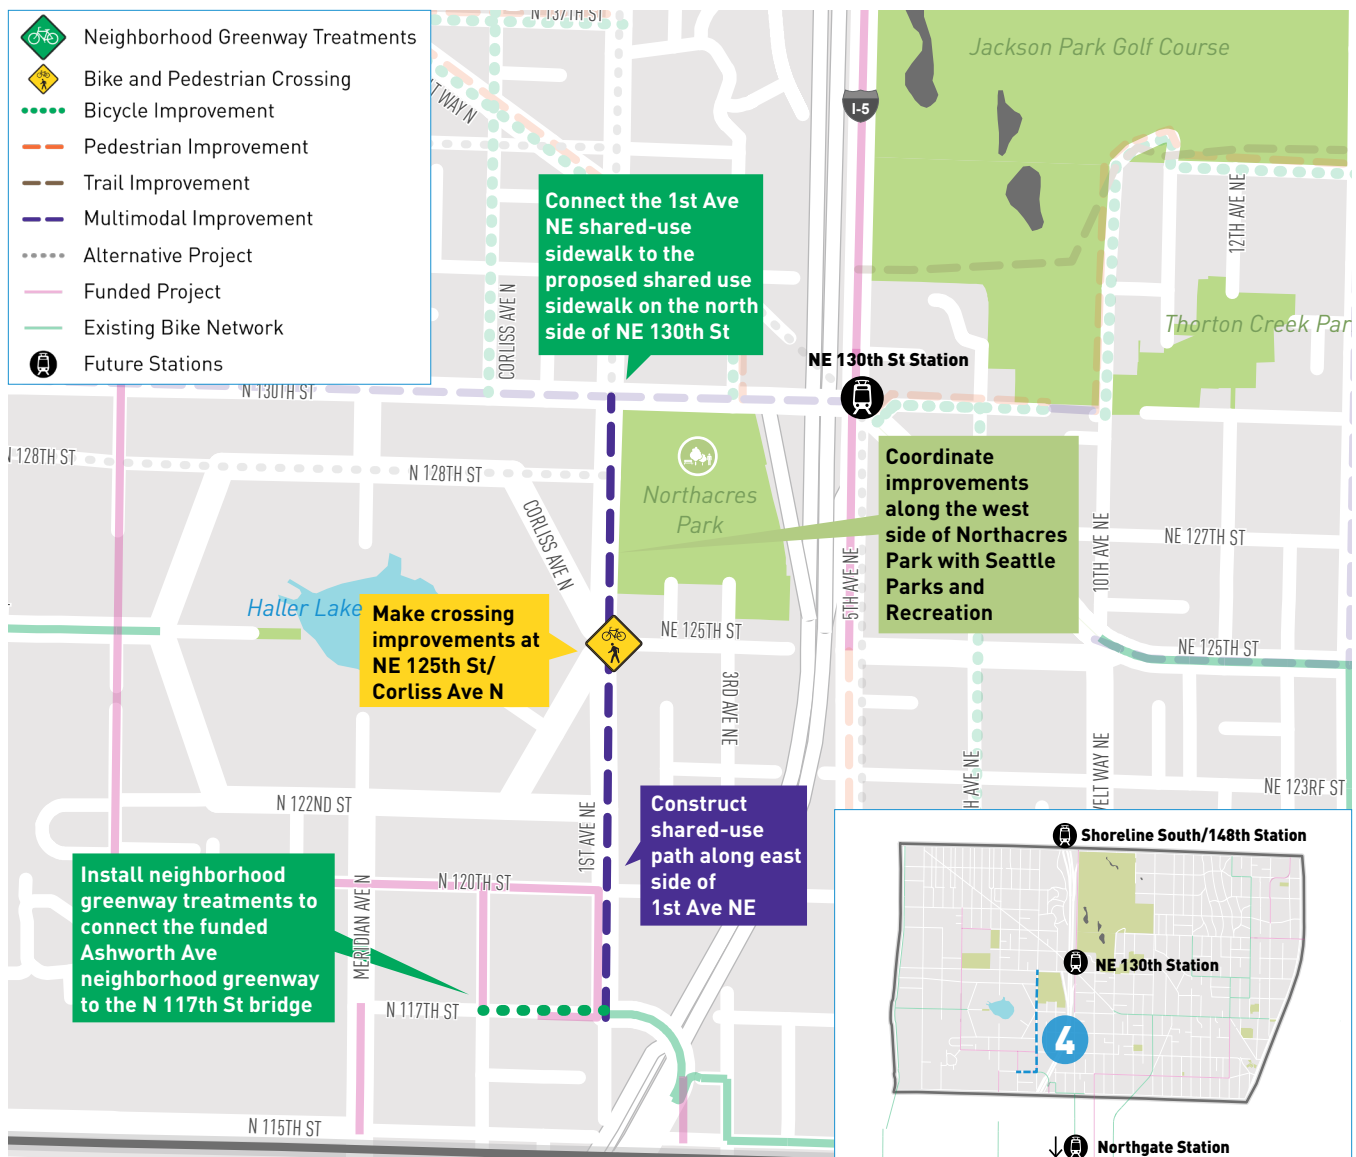 Neighborhood Greenway Treatments
Bike and Pedestrian Crossing
Bicycle Improvement
Pedestrian Improvement
Trail Improvement
Multimodal Improvement
Alternative Project
Funded Project
Existing Bike Network
Future Stations
N 137TH ST
WAY N
Jackson Park Golf Course
I-5
12TH AVE NE
Connect the 1st Ave
NE shared-use
sidewalk to the
proposed shared use
sidewalk on the north
side of NE 130th St
CORLISS AVE N
Thorton Creek Par
NE 130th St Station
N 130TH ST
N 128TH ST
N 128TH ST
CORLISS AVE N
Northacres
Park
Coordinate
improvements
along the west
side of Northacres
Park with Seattle
Parks and
Recreation
10TH AVE NE
NE 127TH ST
5TH AVE NE
Haller Lake
Make crossing
improvements at
NE 125th St/
Corliss Ave N
NE 125TH ST
NE 125TH ST
3RD AVE NE
H AVE NE
VELT WAY NE
NE 123RF ST
N 122ND ST
1ST AVE NE
Construct
shared-use
path along east
side of
1st Ave NE
Install neighborhood
greenway treatments to
connect the funded
Ashworth Ave
neighborhood greenway
to the N 117th St bridge
MERIDIAN AVE N
N 120TH ST
N 117TH ST
N 115TH ST
Shoreline South/148th Station
NE 130th Station
4
Northgate Station